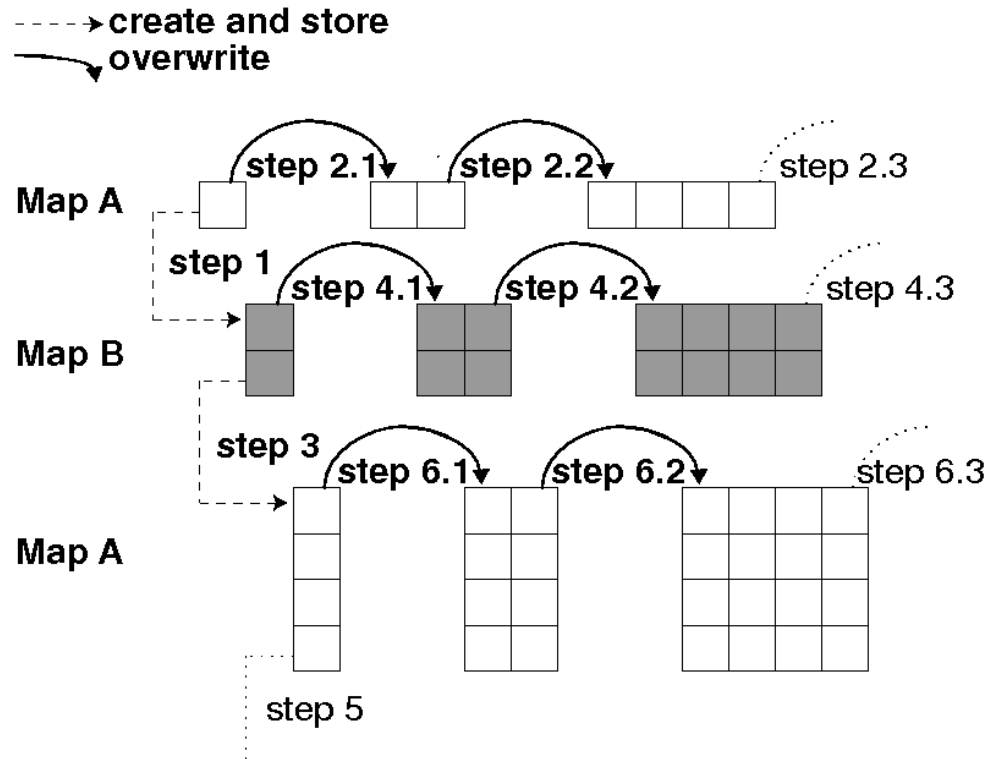 create and store
overwrite
step 2.1
step 2.2
step 2.3
Map A
step 1
step 4.1
step 4.2
step 4.3
Map B
step 3
step 6.1
step 6.2
step 6.3
Map A
step 5